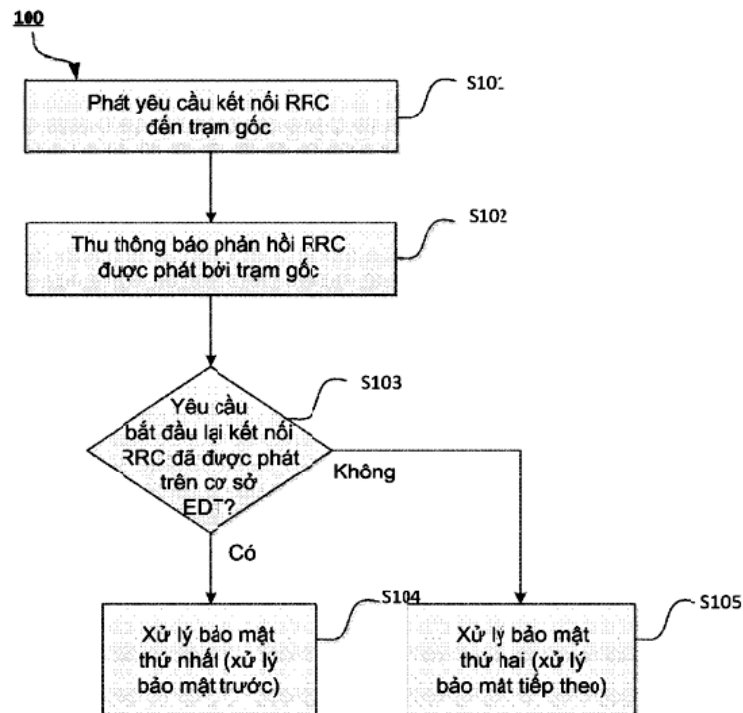 100
S101
Phát yêu cầu kết nối RRC
đến trạm gốc
S102
Thu thông báo phản hồi RRC
được phát bởi trạm gốc
S103
Yêu cầu
bắt đầu lại kết nối
RRC đã được phát
trên cơ sở
EDT?
Không
Có
S104
Xử lý bảo mật
thứ nhất (xử lý
bảo mật trước)
S105
Xử lý bảo mật
thứ hai (xử lý
bảo mật tiếp theo)